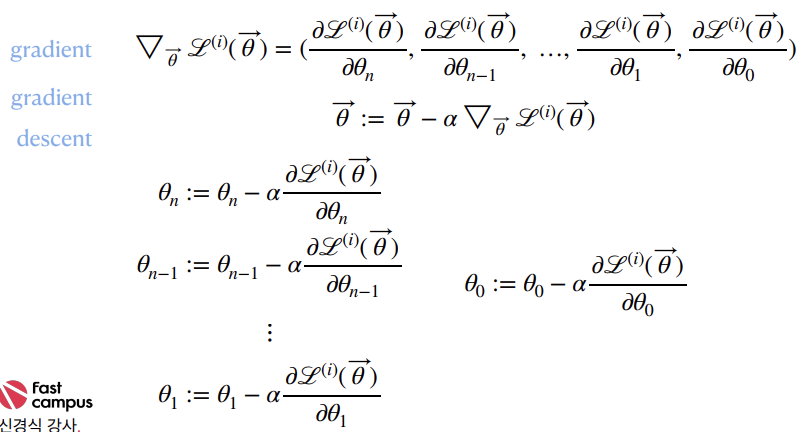 gradient ▽_θ⃗ ℒ^(i)(θ⃗) = (∂ℒ^(i)(θ⃗)/∂θ_n, ∂ℒ^(i)(θ⃗)/∂θ_{n−1}, …, ∂ℒ^(i)(θ⃗)/∂θ_1, ∂ℒ^(i)(θ⃗)/∂θ_0)
gradient
descent
θ⃗ := θ⃗ − α ▽_θ⃗ ℒ^(i)(θ⃗)
θ_n := θ_n − α ∂ℒ^(i)(θ⃗)/∂θ_n
θ_{n−1} := θ_{n−1} − α ∂ℒ^(i)(θ⃗)/∂θ_{n−1}
⋮
θ_1 := θ_1 − α ∂ℒ^(i)(θ⃗)/∂θ_1
θ_0 := θ_0 − α ∂ℒ^(i)(θ⃗)/∂θ_0
Fast
campus
신경식 강사.